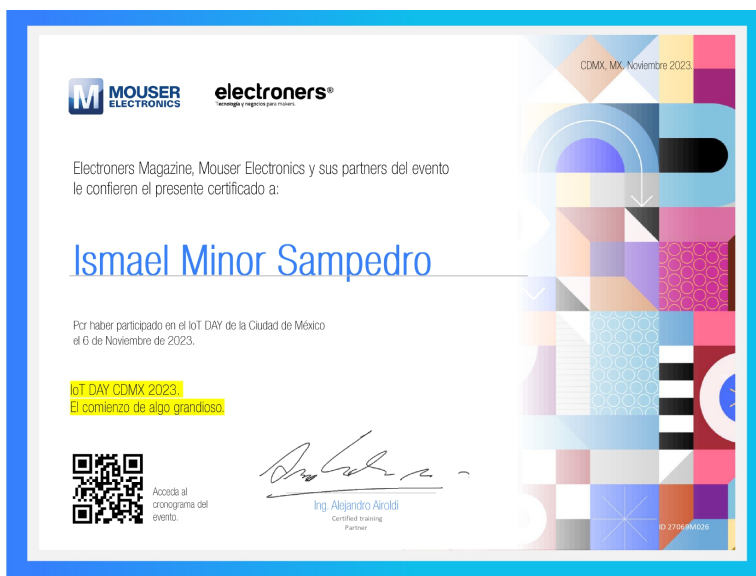 CDMX, MX. Noviembre 2023.
M MOUSER
ELECTRONICS
electroners®
Tecnología y negocios para makers.
Electroners Magazine, Mouser Electronics y sus partners del evento
le confieren el presente certificado a:
Ismael Minor Sampedro
Por haber participado en el IoT DAY de la Ciudad de México
el 6 de Noviembre de 2023.
IoT DAY CDMX 2023.
El comienzo de algo grandioso.
Acceda al
cronograma del
evento.
Ing. Alejandro Airoldi
Certified training
Partner
ID 27069M026